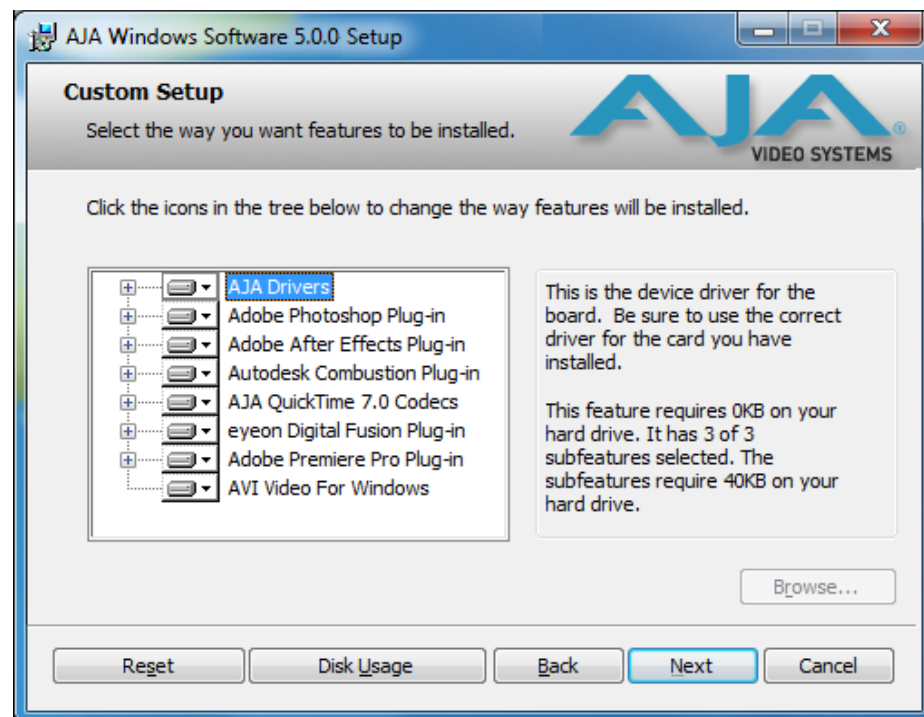 AJA Windows Software 5.0.0 Setup
Custom Setup
Select the way you want features to be installed.
AJA®
VIDEO SYSTEMS
Click the icons in the tree below to change the way features will be installed.
AJA Drivers
Adobe Photoshop Plug-in
Adobe After Effects Plug-in
Autodesk Combustion Plug-in
AJA QuickTime 7.0 Codecs
eyeon Digital Fusion Plug-in
Adobe Premiere Pro Plug-in
AVI Video For Windows
This is the device driver for the
board. Be sure to use the correct
driver for the card you have
installed.
This feature requires 0KB on your
hard drive. It has 3 of 3
subfeatures selected. The
subfeatures require 40KB on your
hard drive.
Browse...
Reset
Disk Usage
Back
Next
Cancel